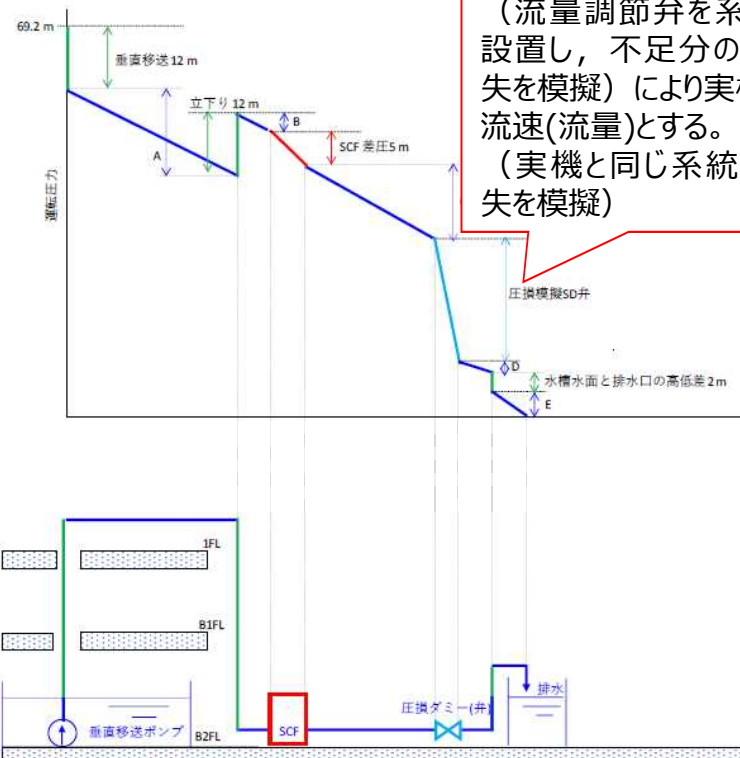 （流量調節弁を系
設置し，不足分の
失を模擬）により実
流速(流量)とする。
（実機と同じ系統
失を模擬）
69.2 m
垂直移送12 m
立下り 12 m
B
A
SCF 差圧5 m
運転圧力
圧損模擬SD弁
D
水槽水面と排水口の高低差2 m
E
1FL
B1FL
圧損ダミー(弁)
排水
垂直移送ポンプ
B2FL
SCF